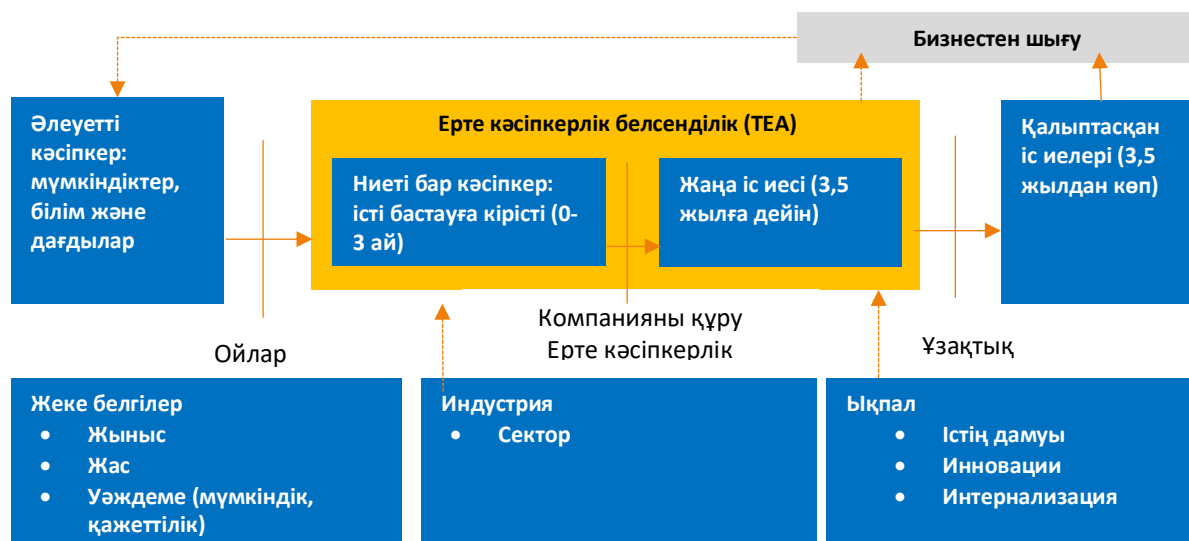 Бизнестен шығу
Әлеуетті
кәсіпкер:
мүмкіндіктер,
білім және
дағдылар
Ерте кәсіпкерлік белсенділік (TEA)
Ниеті бар кәсіпкер:
істі бастауға кірісті (0-
3 ай)
Жаңа іс иесі (3,5
жылға дейін)
Қалыптасқан
іс иелері (3,5
жылдан көп)
Ойлар
Компанияны құру
Ерте кәсіпкерлік
Ұзақтық
Жеке белгілер
• Жыныс
• Жас
• Уәждеме (мүмкіндік,
қажеттілік)
Индустрия
• Сектор
Ықпал
• Істің дамуы
• Инновации
• Интернализация